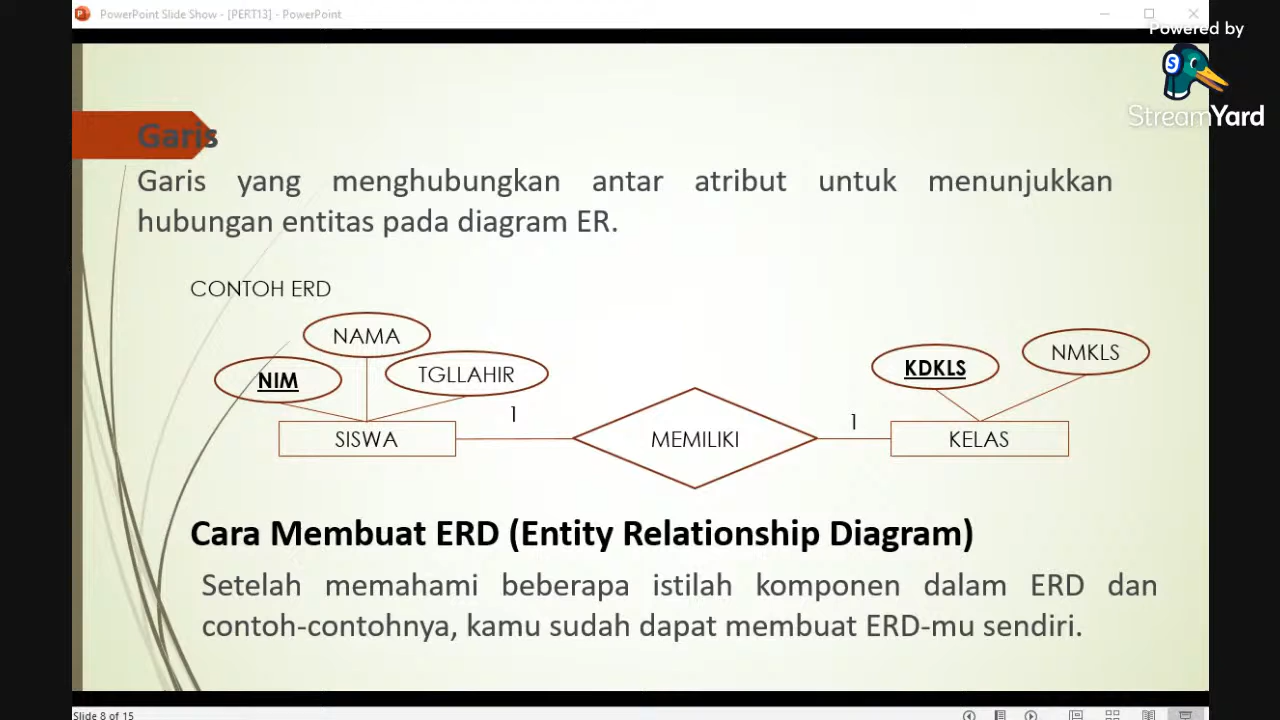 PowerPoint Slide Show - [PERT13] - PowerPoint
Powered by
StreamYard
Garis
Garis yang menghubungkan antar atribut untuk menunjukkan
hubungan entitas pada diagram ER.
CONTOH ERD
NAMA
NIM
TGLLAHIR
KDKLS
NMKLS
1
1
SISWA
MEMILIKI
KELAS
Cara Membuat ERD (Entity Relationship Diagram)
Setelah memahami beberapa istilah komponen dalam ERD dan
contoh-contohnya, kamu sudah dapat membuat ERD-mu sendiri.
Slide 8 of 15